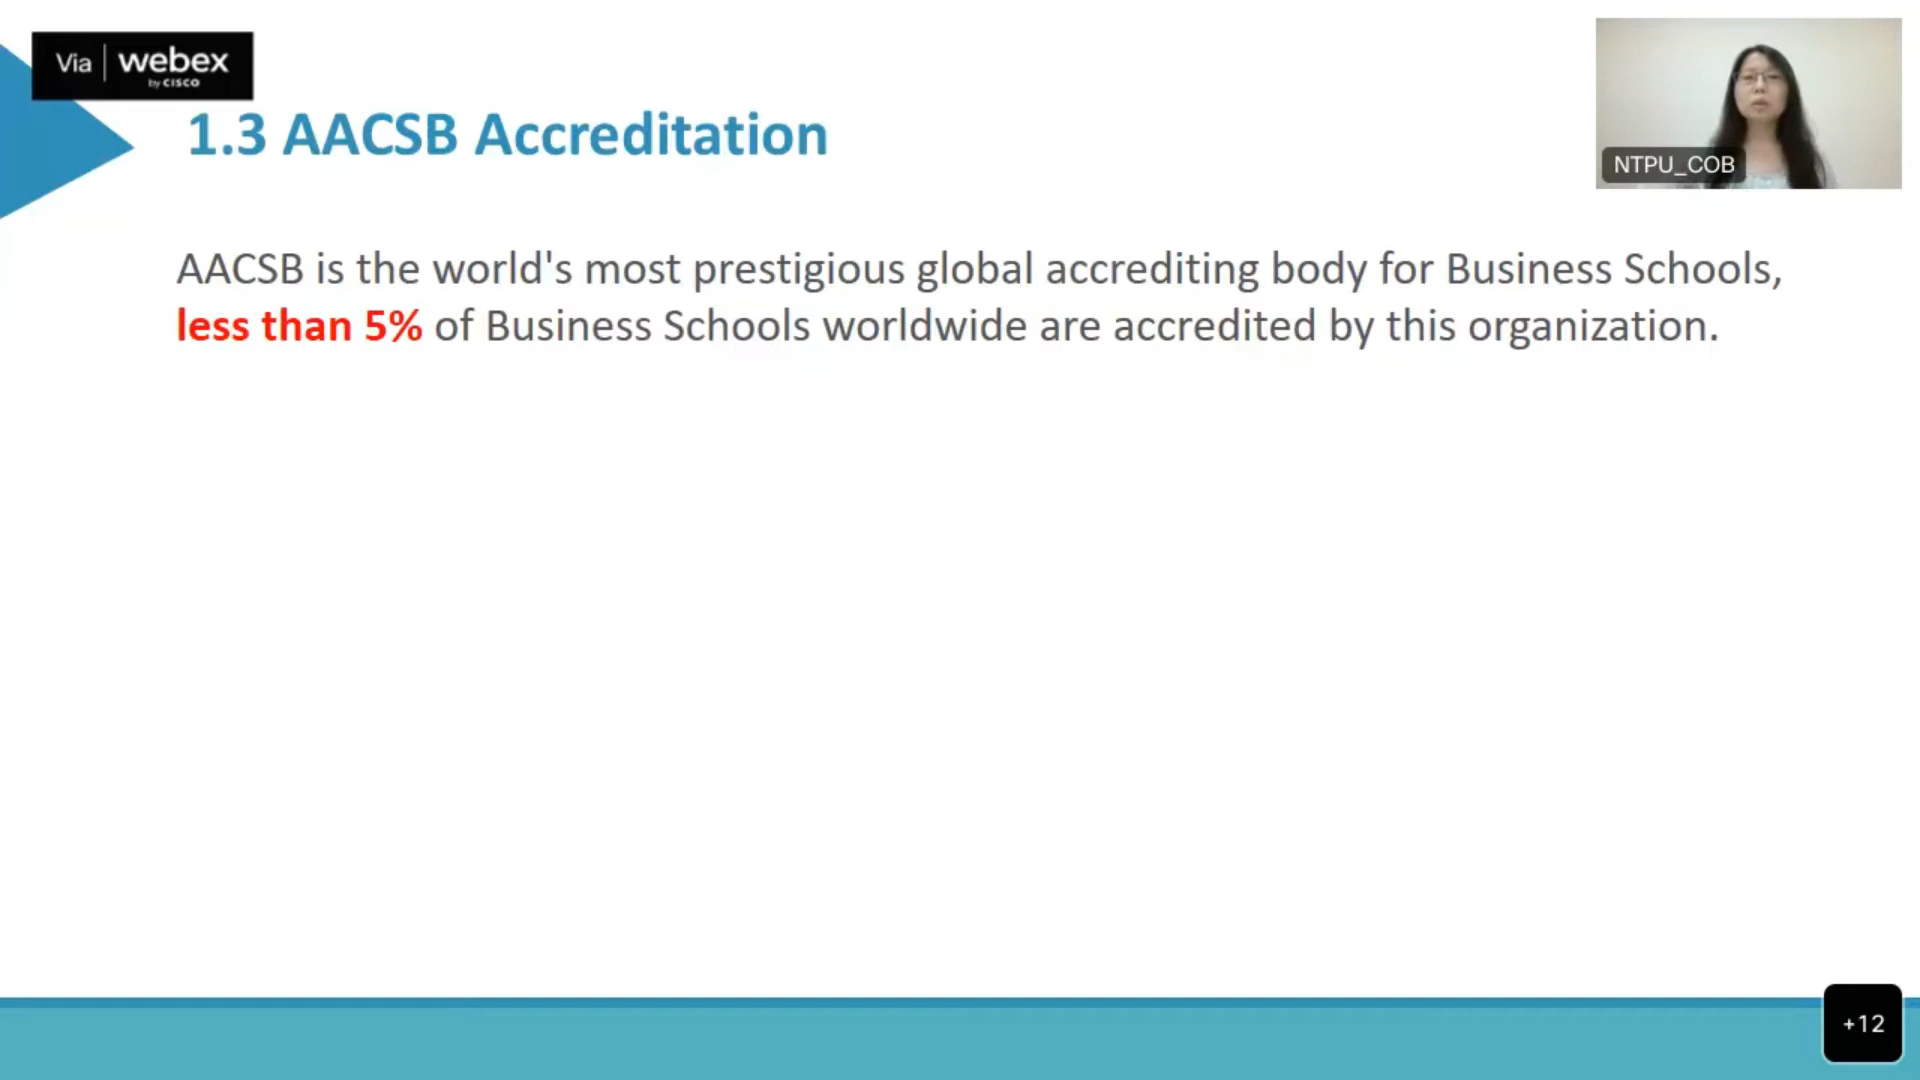 Via webex
by CISCO
1.3 AACSB Accreditation
NTPU_COB
AACSB is the world's most prestigious global accrediting body for Business Schools,
less than 5% of Business Schools worldwide are accredited by this organization.
+12